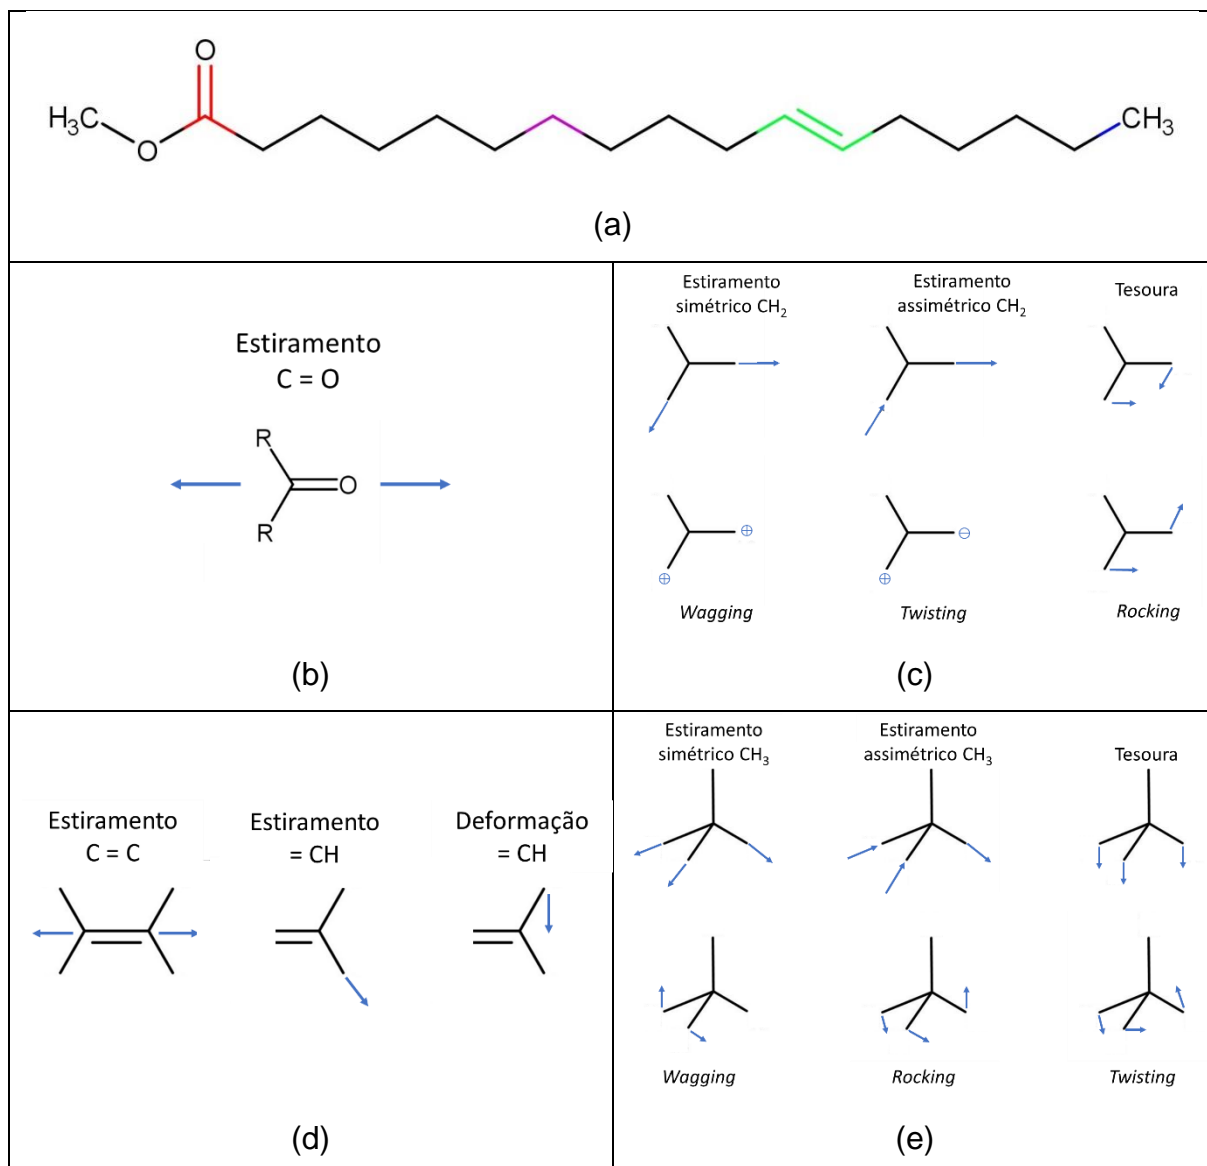 O
H₃C
O
CH₃
(a)
Estiramento
C = O
R
O
R
(b)
Estiramento
simétrico CH₂
Estiramento
assimétrico CH₂
Tesoura
⊕
⊕
⊖
⊕
Wagging
Twisting
Rocking
(c)
Estiramento
C = C
Estiramento
= CH
Deformação
= CH
(d)
Estiramento
simétrico CH₃
Estiramento
assimétrico CH₃
Tesoura
Wagging
Rocking
Twisting
(e)